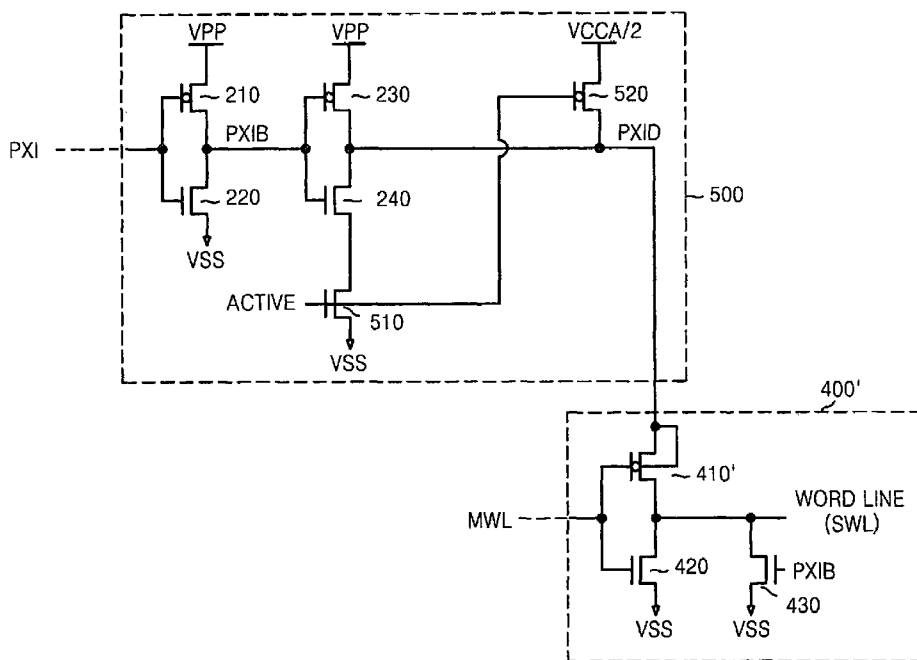 VPP VPP VCCA/2
210 230 520
PXI PXIB PXID
220 240 500
VSS
ACTIVE 510
VSS
400'
410'
MWL WORD LINE
(SWL)
420 PXIB
430
VSS VSS